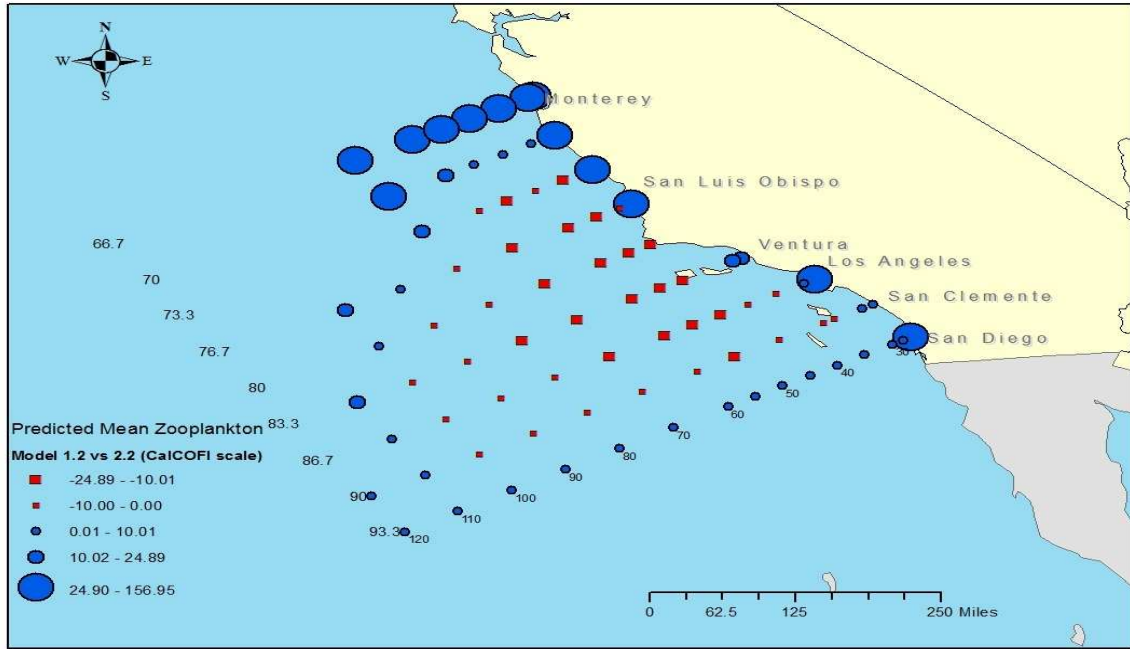 N
W E
S
Monterey
San Luis Obispo
66.7
Ventura
Los Angeles
70
San Clemente
73.3
San Diego
30
76.7
40
80
50
60
83.3
70
Predicted Mean Zooplankton
Model 1.2 vs 2.2 (CalCOFI scale)
80
86.7
90
-24.89 - -10.01
90
100
-10.00 - 0.00
110
93.3
120
0.01 - 10.01
10.02 - 24.89
24.90 - 156.95
0 62.5 125 250 Miles